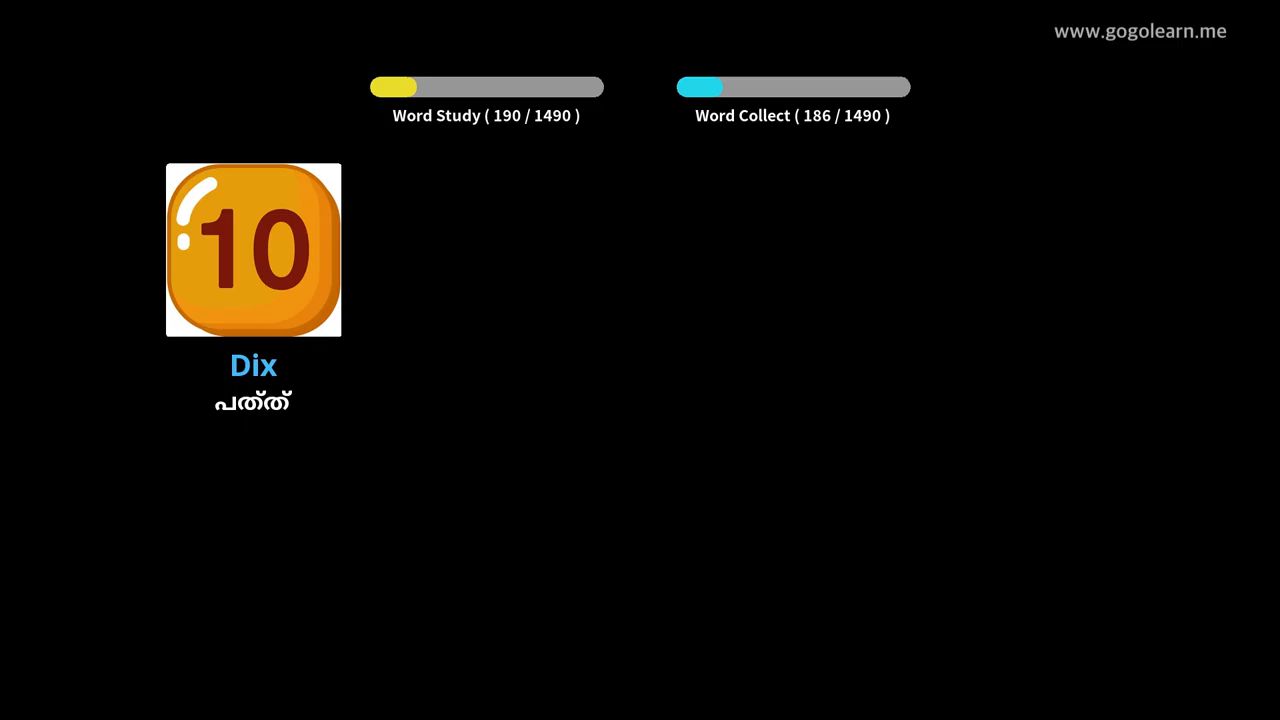 www.gogolearn.me
Word Study ( 190 / 1490 )
Word Collect ( 186 / 1490 )
10
Dix
പത്ത്